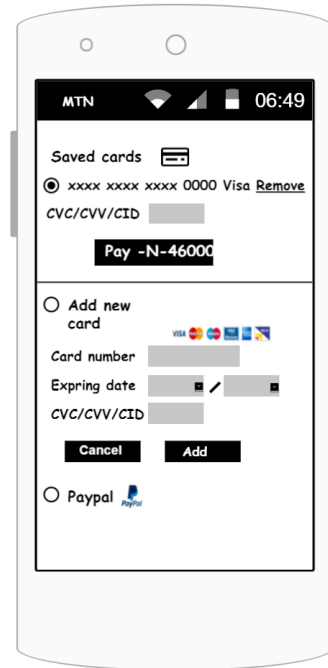 MTN 06:49
Saved cards
xxxx xxxx xxxx 0000 Visa Remove
CVC/CVV/CID
Pay -N-46000
Add new
card
VISA
Card number
Expring date /
CVC/CVV/CID
Cancel Add
Paypal PayPal